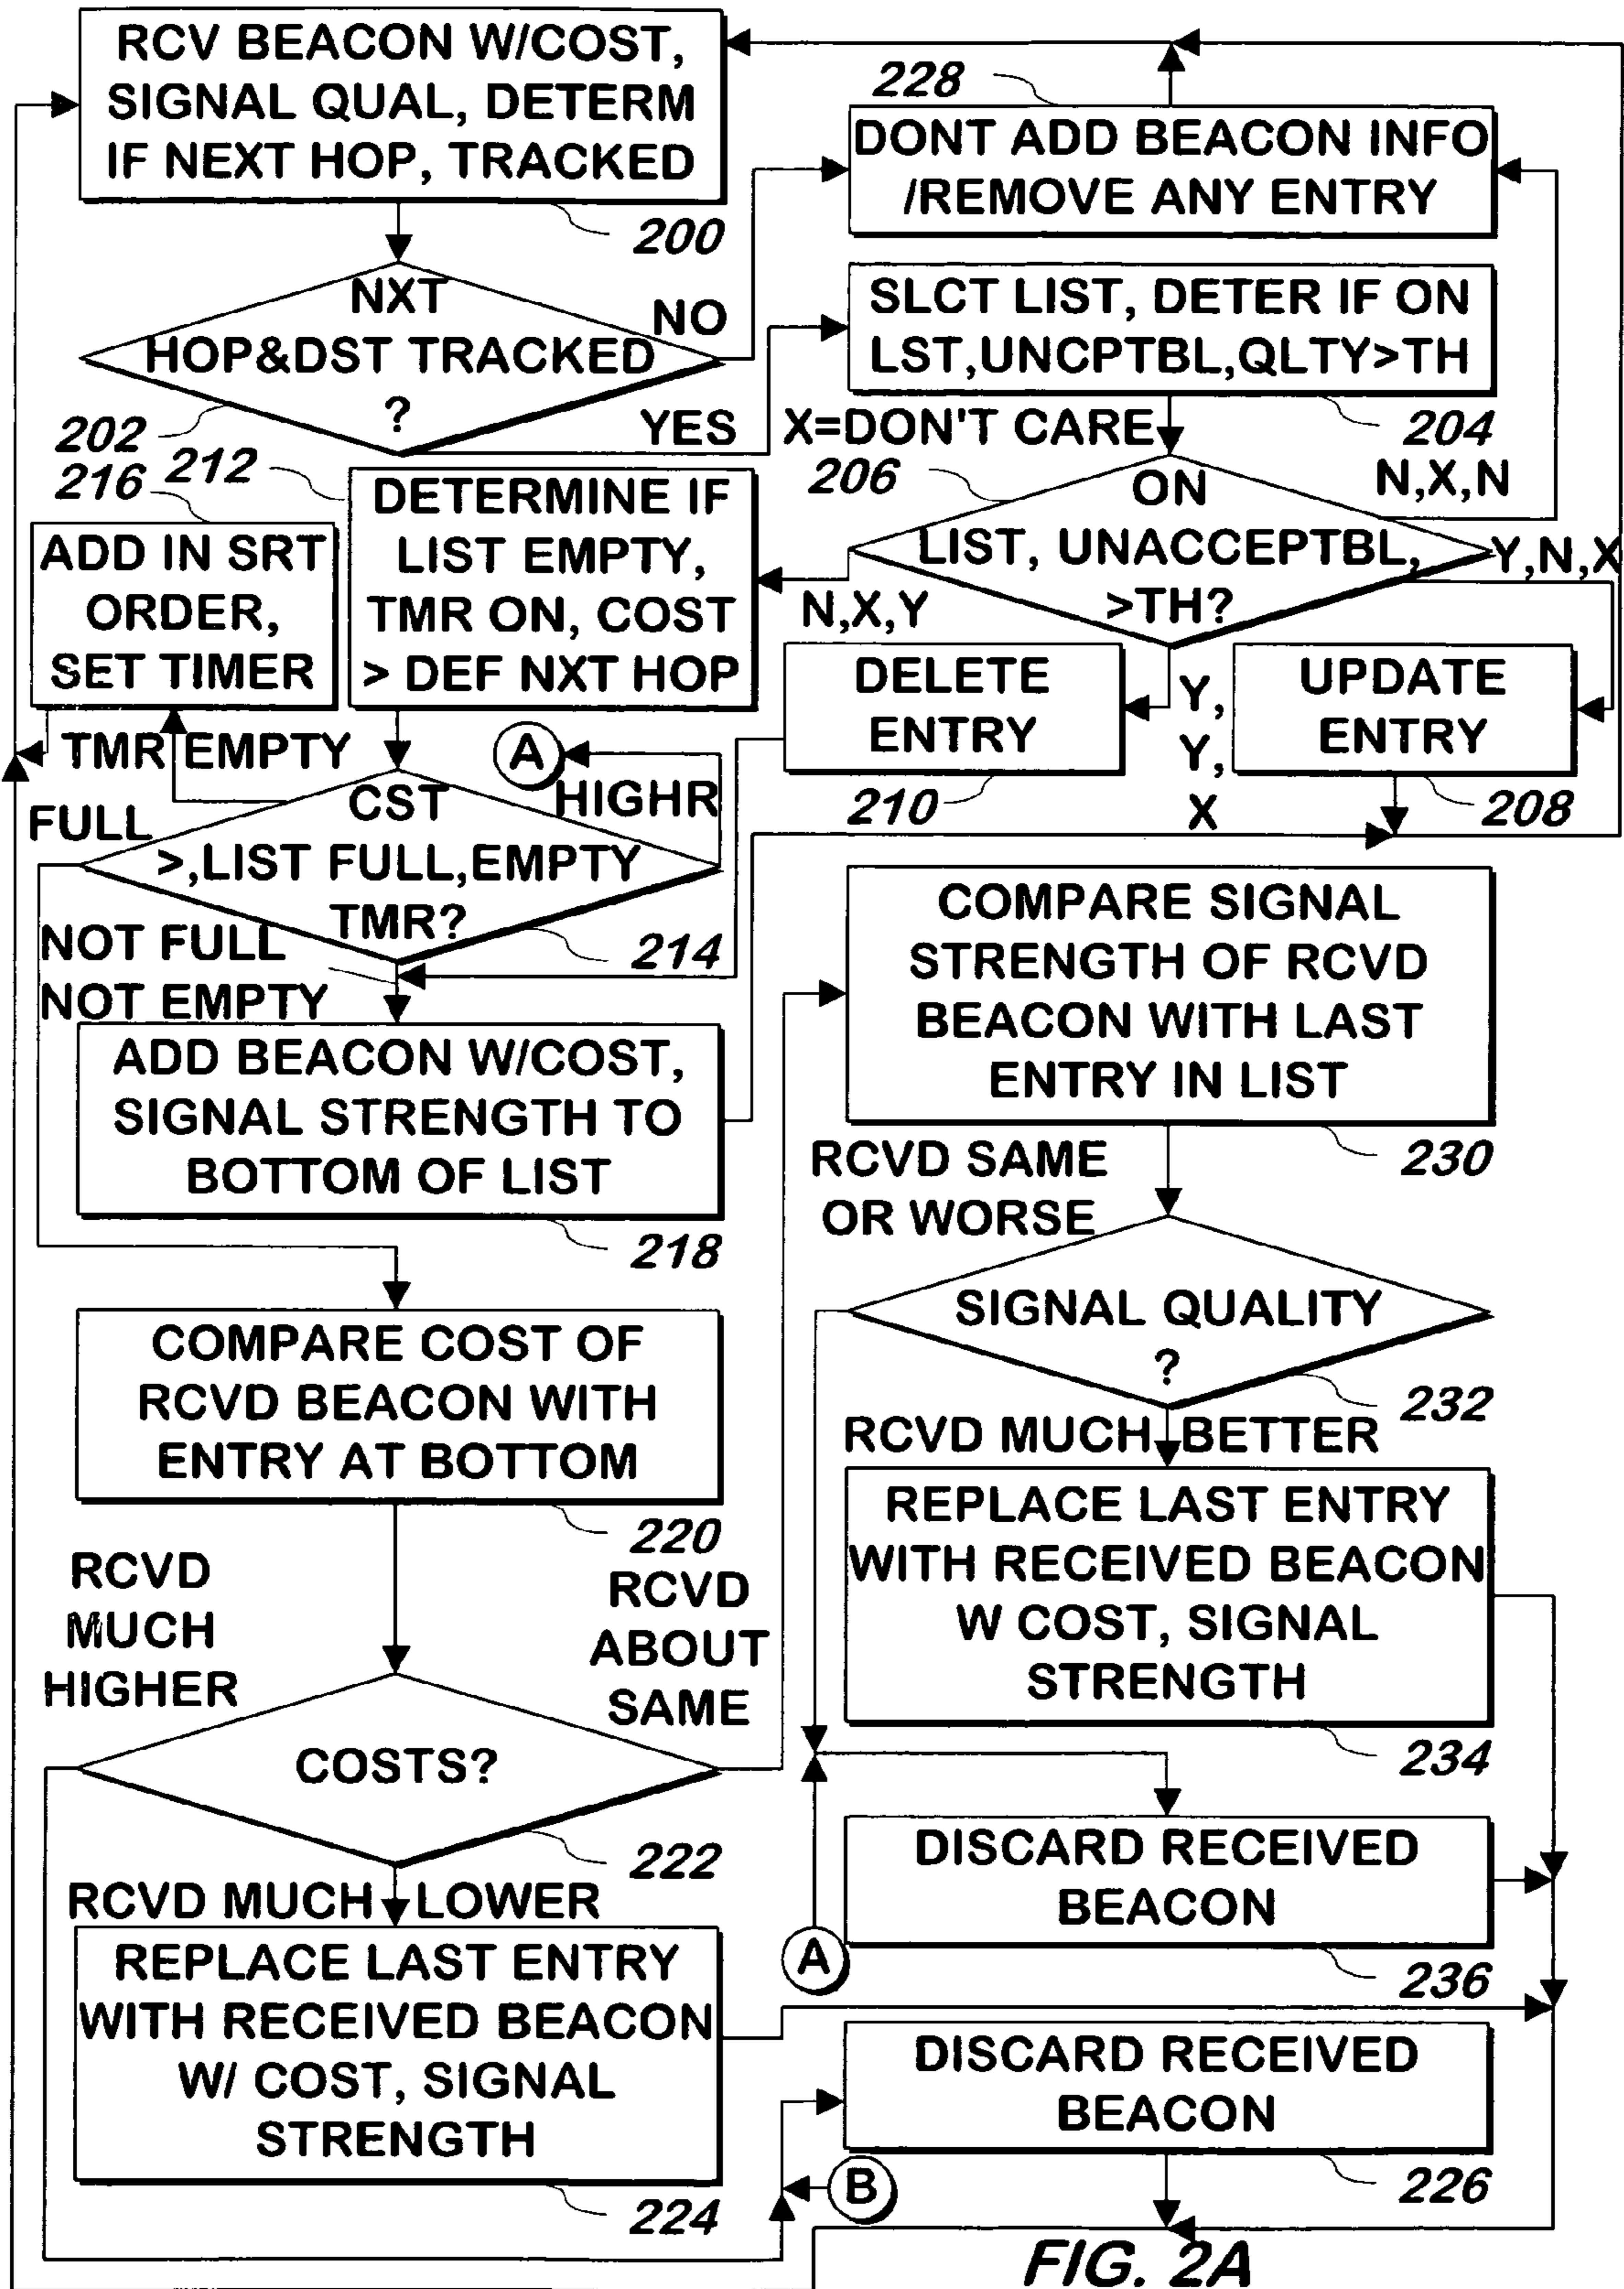 RCV BEACON W/COST,
SIGNAL QUAL, DETERM
IF NEXT HOP, TRACKED
200
228
DONT ADD BEACON INFO
/REMOVE ANY ENTRY
NXT
HOP&DST TRACKED
?
NO
YES
202
SLCT LIST, DETER IF ON
LST,UNCPTBL,QLTY>TH
204
X=DON'T CARE
206
ON
LIST, UNACCEPTBL,
>TH?
N,X,N
Y,N,X
N,X,Y
Y,
Y,
X
212
DETERMINE IF
LIST EMPTY,
TMR ON, COST
> DEF NXT HOP
216
ADD IN SRT
ORDER,
SET TIMER
DELETE
ENTRY
210
UPDATE
ENTRY
208
TMR EMPTY
A
HIGHR
FULL
CST
>,LIST FULL,EMPTY
TMR?
214
NOT FULL
NOT EMPTY
ADD BEACON W/COST,
SIGNAL STRENGTH TO
BOTTOM OF LIST
218
COMPARE SIGNAL
STRENGTH OF RCVD
BEACON WITH LAST
ENTRY IN LIST
230
RCVD SAME
OR WORSE
SIGNAL QUALITY
?
232
RCVD MUCH BETTER
COMPARE COST OF
RCVD BEACON WITH
ENTRY AT BOTTOM
220
RCVD
MUCH
HIGHER
RCVD
ABOUT
SAME
COSTS?
222
RCVD MUCH LOWER
REPLACE LAST ENTRY
WITH RECEIVED BEACON
W COST, SIGNAL
STRENGTH
234
DISCARD RECEIVED
BEACON
236
A
REPLACE LAST ENTRY
WITH RECEIVED BEACON
W/ COST, SIGNAL
STRENGTH
224
DISCARD RECEIVED
BEACON
226
B
FIG. 2A